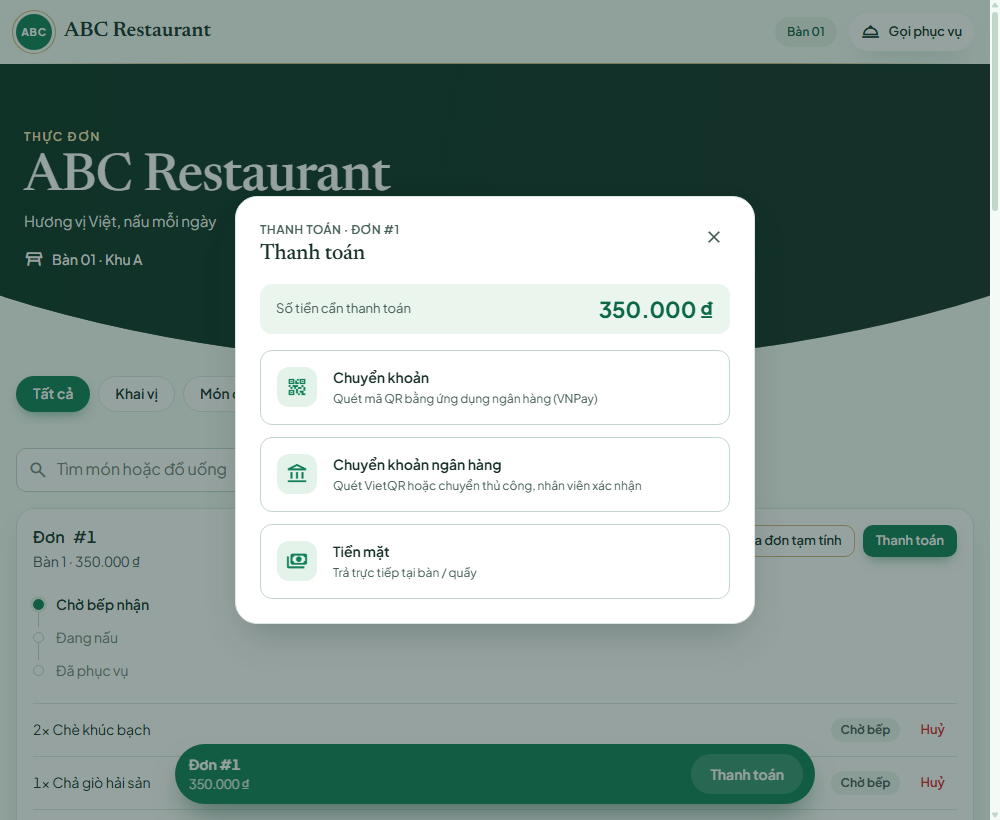 ABC
ABC Restaurant
Bàn 01
Gọi phục vụ
THỰC ĐƠN
ABC Restaurant
Hương vị Việt, nấu mỗi ngày
Bàn 01 · Khu A
THANH TOÁN · ĐƠN #1
Thanh toán
Số tiền cần thanh toán
350.000 ₫
Chuyển khoản
Quét mã QR bằng ứng dụng ngân hàng (VNPay)
Chuyển khoản ngân hàng
Quét VietQR hoặc chuyển thủ công, nhân viên xác nhận
Tiền mặt
Trả trực tiếp tại bàn / quầy
Tất cả
Khai vị
Món
Tìm món hoặc đồ uống
Đơn #1
Bàn 1 · 350.000 ₫
đơn tạm tính
Thanh toán
Chờ bếp nhận
Đang nấu
Đã phục vụ
2× Chè khúc bạch
Chờ bếp
Huỷ
1× Chả giò hải sản
Chờ bếp
Huỷ
Đơn #1
350.000 ₫
Thanh toán